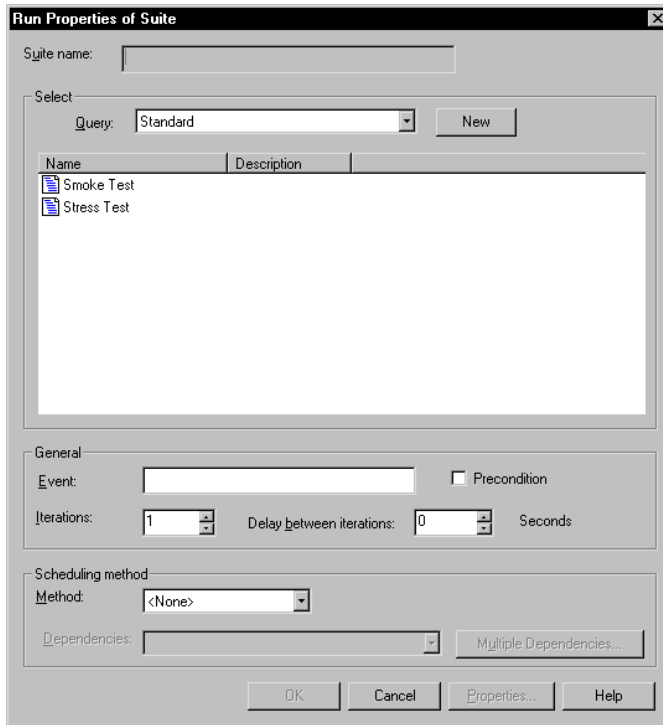 Run Properties of Suite
Suite name:
Select
Query: Standard New
Name Description
Smoke Test
Stress Test
General
Event: Precondition
Iterations: 1 Delay between iterations: 0 Seconds
Scheduling method
Method: <None>
Dependencies: Multiple Dependencies...
OK Cancel Properties... Help